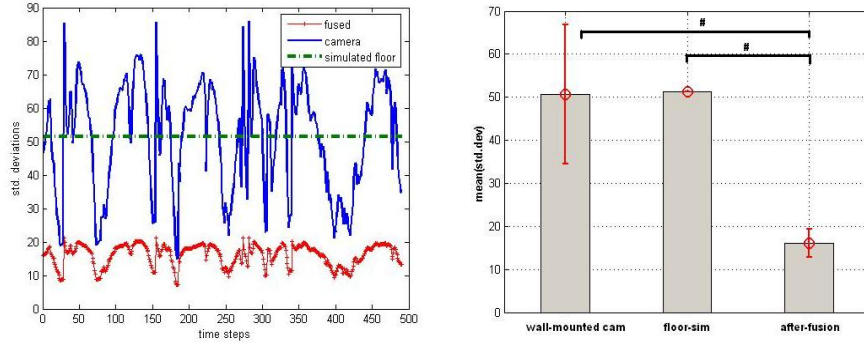 90
80
70
60
50
40
30
20
10
0
std. deviations
0 50 100 150 200 250 300 350 400 450 500
time steps
fused
camera
simulated floor
70
60
50
40
30
20
10
0
mean(std.dev)
#
#
wall-mounted cam floor-sim after-fusion